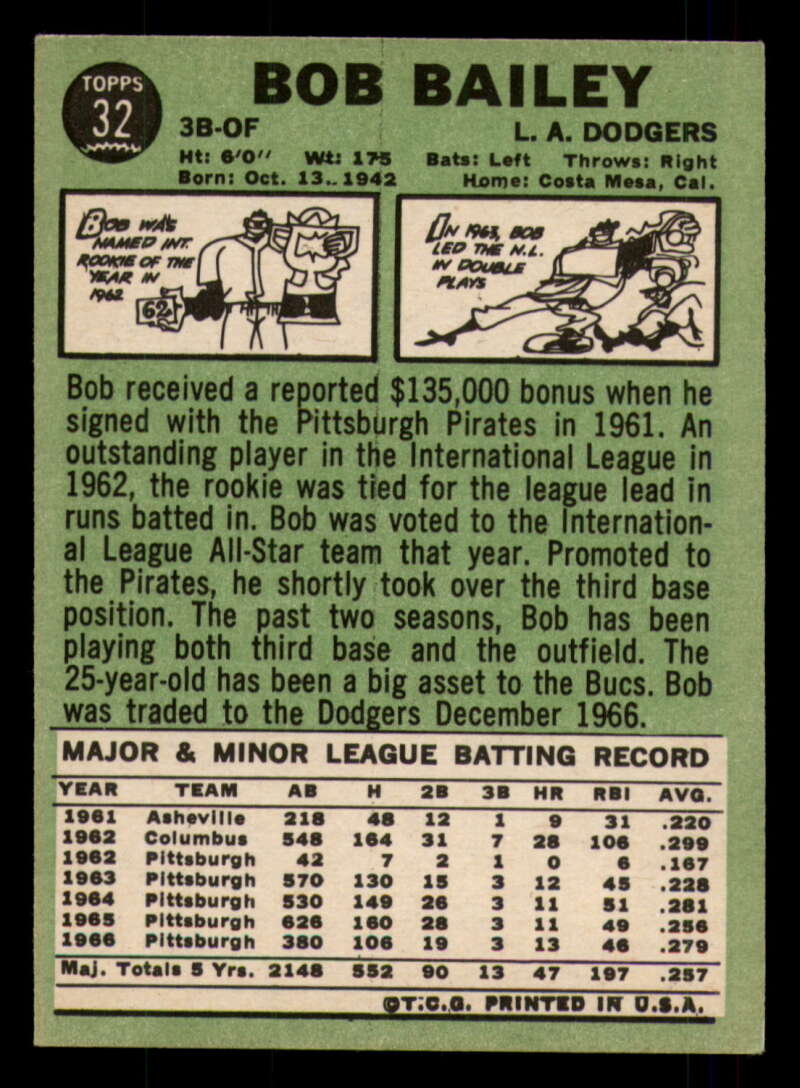 TOPPS
32
BOB BAILEY
3B-OF
L. A. DODGERS
Ht: 6'0" Wt: 175 Bats: Left Throws: Right
Born: Oct. 13, 1942 Home: Costa Mesa, Cal.
BOB WAS
NAMED INT.
ROOKIE OF THE
YEAR IN
1962
62
IN 1963, BOB
LED THE N.L.
IN DOUBLE
PLAYS
Bob received a reported $135,000 bonus when he
signed with the Pittsburgh Pirates in 1961. An
outstanding player in the International League in
1962, the rookie was tied for the league lead in
runs batted in. Bob was voted to the Internation-
al League All-Star team that year. Promoted to
the Pirates, he shortly took over the third base
position. The past two seasons, Bob has been
playing both third base and the outfield. The
25-year-old has been a big asset to the Bucs. Bob
was traded to the Dodgers December 1966.
MAJOR & MINOR LEAGUE BATTING RECORD
YEAR TEAM AB H 2B 3B HR RBI AVG.
1961 Asheville 218 48 12 1 9 31 .220
1962 Columbus 548 164 31 7 28 106 .299
1962 Pittsburgh 42 7 2 1 0 6 .167
1963 Pittsburgh 570 130 15 3 12 45 .228
1964 Pittsburgh 530 149 26 3 11 51 .281
1965 Pittsburgh 626 160 28 3 11 49 .256
1966 Pittsburgh 380 106 19 3 13 46 .279
Maj. Totals 5 Yrs. 2148 552 90 13 47 197 .257
©T.C.G. PRINTED IN U.S.A.